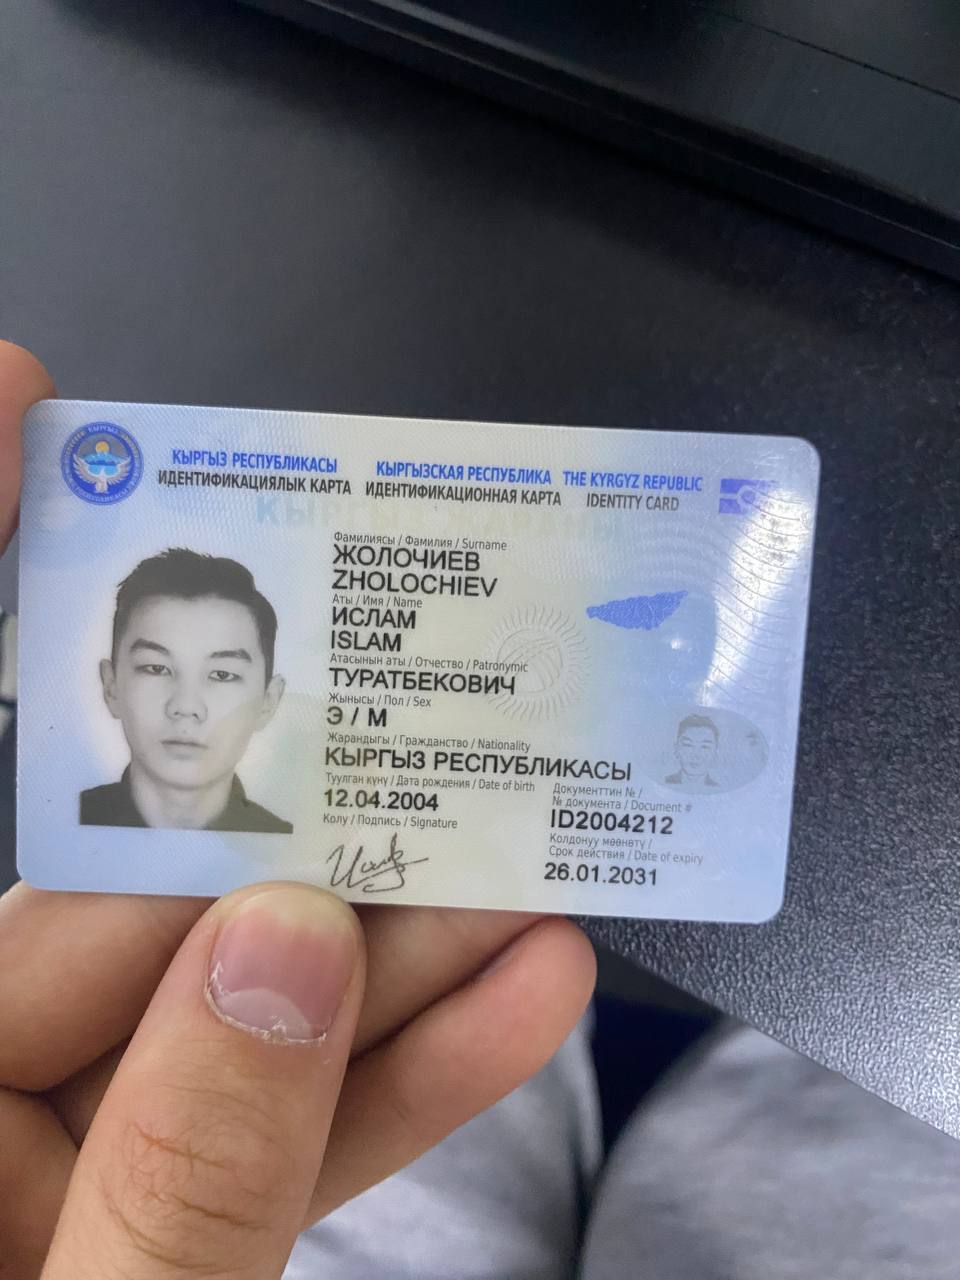 КЫРГЫЗ РЕСПУБЛИКАСЫ КЫРГЫЗСКАЯ РЕСПУБЛИКА THE KYRGYZ REPUBLIC
ИДЕНТИФИКАЦИЯЛЫК КАРТА ИДЕНТИФИКАЦИОННАЯ КАРТА IDENTITY CARD
Фамилиясы / Фамилия / Surname
ЖОЛОЧИЕВ
ZHOLOCHIEV
Аты / Имя / Name
ИСЛАМ
ISLAM
Атасынын аты / Отчество / Patronymic
ТУРАТБЕКОВИЧ
Жынысы / Пол / Sex
Э / М
Жарандыгы / Гражданство / Nationality
КЫРГЫЗ РЕСПУБЛИКАСЫ
Туулган күнү / Дата рождения / Date of birth
12.04.2004
Колу / Подпись / Signature
Документтин № /
№ документа / Document #
ID2004212
Колдонуу мөөнөтү /
Срок действия / Date of expiry
26.01.2031